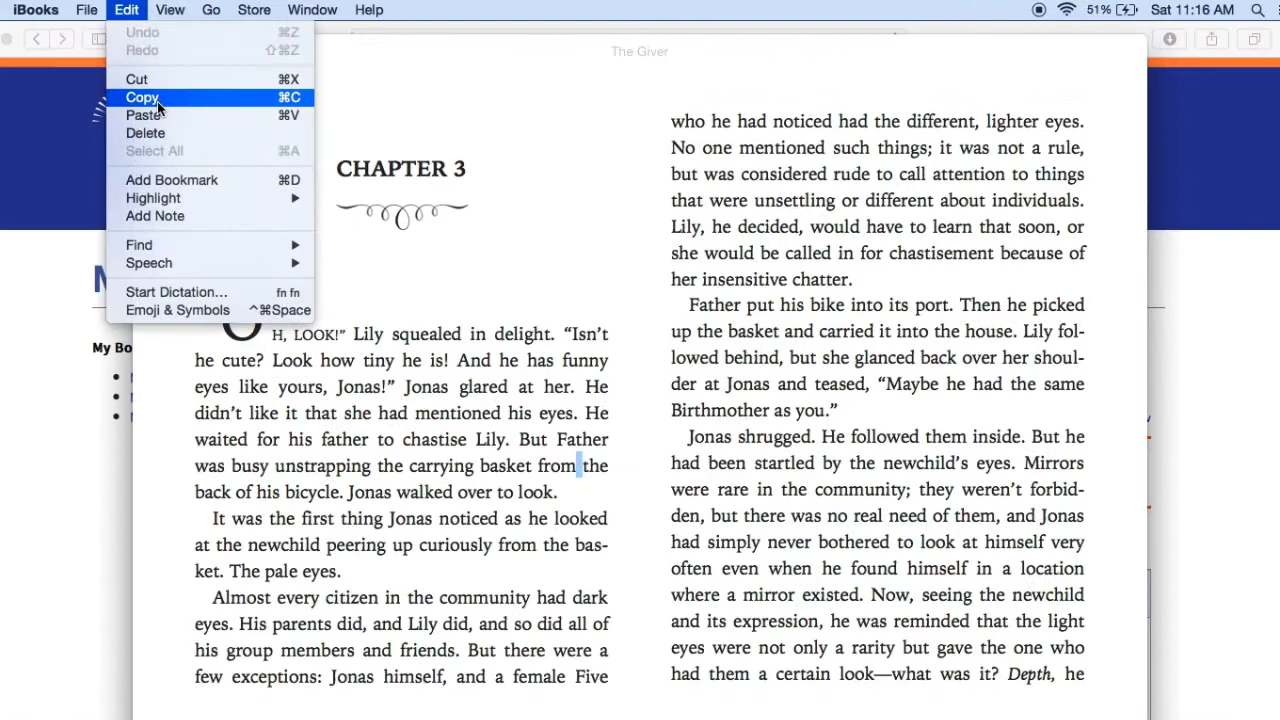 iBooks File Edit View Go Store Window Help 51% Sat 11:16 AM
Undo ⌘Z
Redo ⇧⌘Z
Cut ⌘X
Copy ⌘C
Paste ⌘V
Delete
Select All ⌘A
Add Bookmark ⌘D
Highlight
Add Note
Find
Speech
Start Dictation... fn fn
Emoji & Symbols ^⌘Space
The Giver
My Bo
CHAPTER 3
OH, LOOK!” Lily squealed in delight. “Isn’t
he cute? Look how tiny he is! And he has funny
eyes like yours, Jonas!” Jonas glared at her. He
didn’t like it that she had mentioned his eyes. He
waited for his father to chastise Lily. But Father
was busy unstrapping the carrying basket from the
back of his bicycle. Jonas walked over to look.
It was the first thing Jonas noticed as he looked
at the newchild peering up curiously from the bas-
ket. The pale eyes.
Almost every citizen in the community had dark
eyes. His parents did, and Lily did, and so did all of
his group members and friends. But there were a
few exceptions: Jonas himself, and a female Five
who he had noticed had the different, lighter eyes.
No one mentioned such things; it was not a rule,
but was considered rude to call attention to things
that were unsettling or different about individuals.
Lily, he decided, would have to learn that soon, or
she would be called in for chastisement because of
her insensitive chatter.
Father put his bike into its port. Then he picked
up the basket and carried it into the house. Lily fol-
lowed behind, but she glanced back over her shoul-
der at Jonas and teased, “Maybe he had the same
Birthmother as you.”
Jonas shrugged. He followed them inside. But he
had been startled by the newchild’s eyes. Mirrors
were rare in the community; they weren’t forbid-
den, but there was no real need of them, and Jonas
had simply never bothered to look at himself very
often even when he found himself in a location
where a mirror existed. Now, seeing the newchild
and its expression, he was reminded that the light
eyes were not only a rarity but gave the one who
had them a certain look—what was it? Depth, he